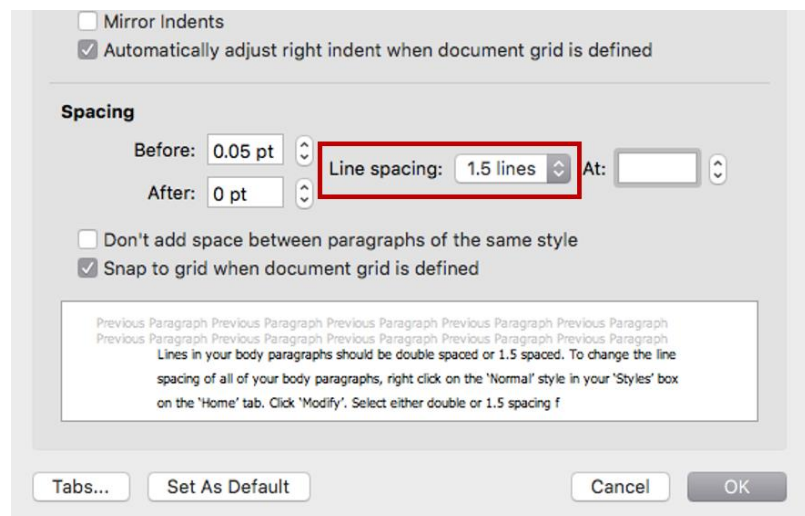 Mirror Indents
Automatically adjust right indent when document grid is defined
Spacing
Before: 0.05 pt
Line spacing: 1.5 lines At:
After: 0 pt
Don't add space between paragraphs of the same style
Snap to grid when document grid is defined
Previous Paragraph Previous Paragraph Previous Paragraph Previous Paragraph Previous Paragraph
Previous Paragraph Previous Paragraph Previous Paragraph Previous Paragraph Previous Paragraph
Lines in your body paragraphs should be double spaced or 1.5 spaced. To change the line
spacing of all of your body paragraphs, right click on the 'Normal' style in your 'Styles' box
on the 'Home' tab. Click 'Modify'. Select either double or 1.5 spacing f
Tabs... Set As Default Cancel OK